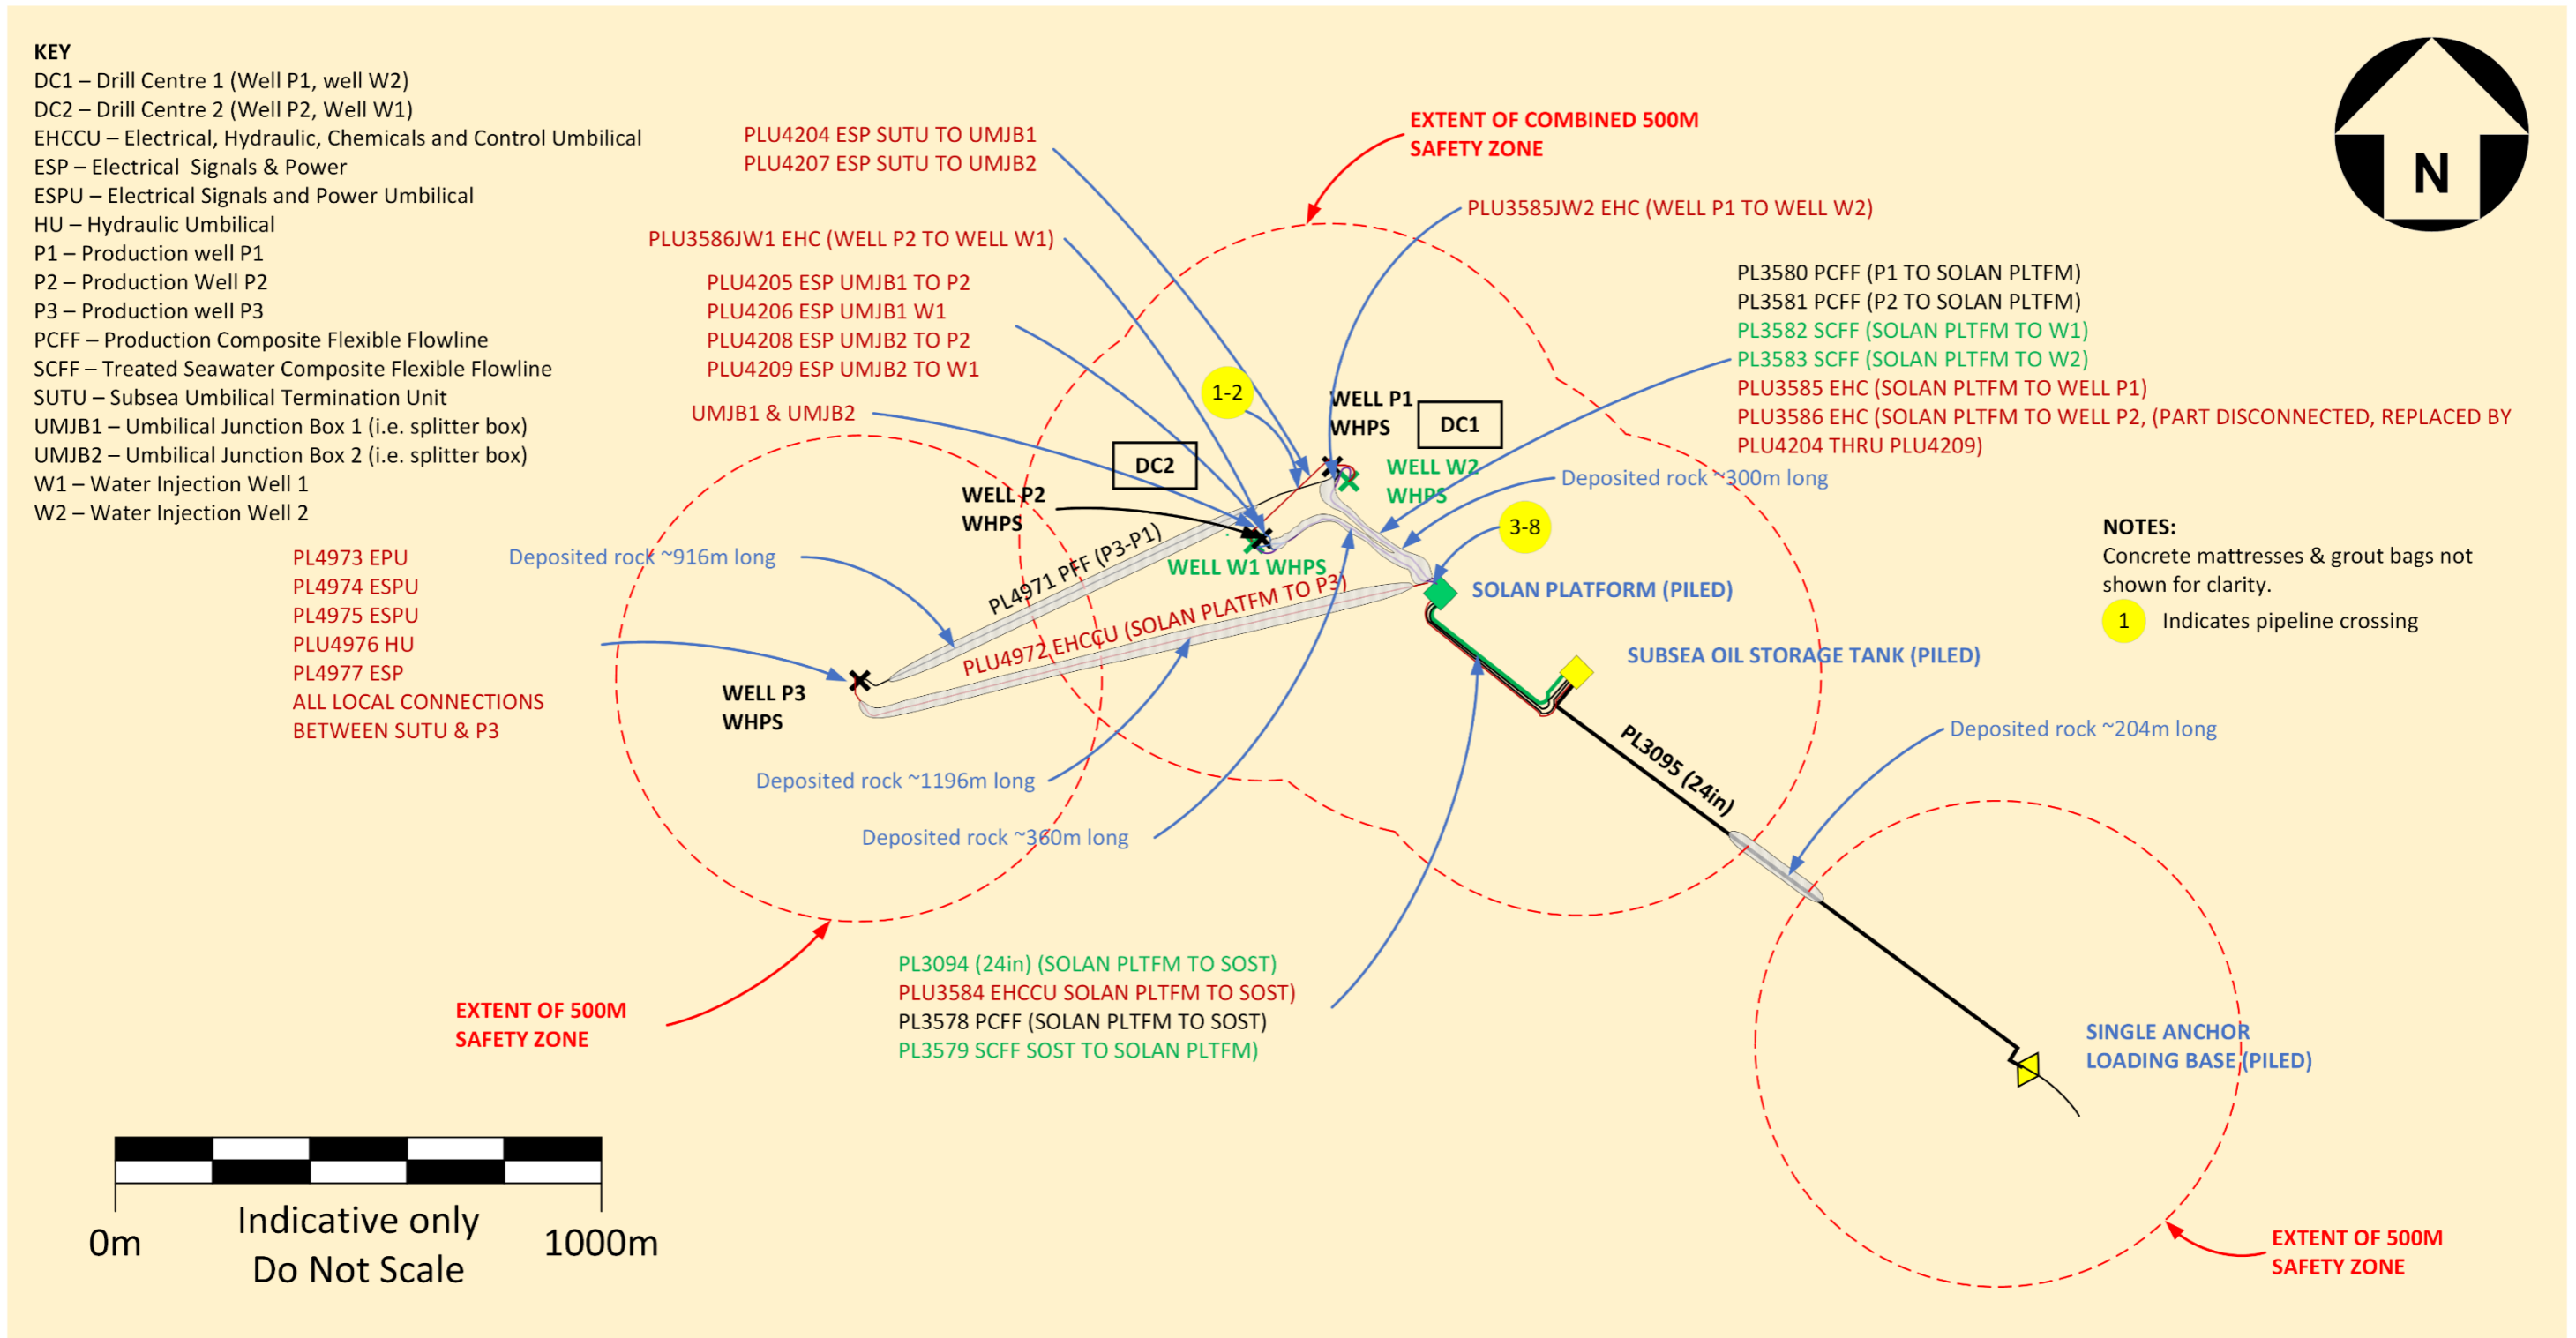 KEY
DC1 – Drill Centre 1 (Well P1, well W2)
DC2 – Drill Centre 2 (Well P2, Well W1)
EHCCU – Electrical, Hydraulic, Chemicals and Control Umbilical
ESP – Electrical Signals & Power
ESPU – Electrical Signals and Power Umbilical
HU – Hydraulic Umbilical
P1 – Production well P1
P2 – Production Well P2
P3 – Production well P3
PCFF – Production Composite Flexible Flowline
SCFF – Treated Seawater Composite Flexible Flowline
SUTU – Subsea Umbilical Termination Unit
UMJB1 – Umbilical Junction Box 1 (i.e. splitter box)
UMJB2 – Umbilical Junction Box 2 (i.e. splitter box)
W1 – Water Injection Well 1
W2 – Water Injection Well 2
PLU4204 ESP SUTU TO UMJB1
PLU4207 ESP SUTU TO UMJB2
PLU3586JW1 EHC (WELL P2 TO WELL W1)
PLU4205 ESP UMJB1 TO P2
PLU4206 ESP UMJB1 W1
PLU4208 ESP UMJB2 TO P2
PLU4209 ESP UMJB2 TO W1
UMJB1 & UMJB2
EXTENT OF COMBINED 500M
SAFETY ZONE
PLU3585JW2 EHC (WELL P1 TO WELL W2)
N
PL3580 PCFF (P1 TO SOLAN PLTFM)
PL3581 PCFF (P2 TO SOLAN PLTFM)
PL3582 SCFF (SOLAN PLTFM TO W1)
PL3583 SCFF (SOLAN PLTFM TO W2)
PLU3585 EHC (SOLAN PLTFM TO WELL P1)
PLU3586 EHC (SOLAN PLTFM TO WELL P2, (PART DISCONNECTED, REPLACED BY
PLU4204 THRU PLU4209)
1-2
WELL P1
WHPS
DC1
DC2
WELL W2
WHPS
Deposited rock ~300m long
WELL P2
WHPS
3-8
WELL W1 WHPS
NOTES:
Concrete mattresses & grout bags not
shown for clarity.
1 Indicates pipeline crossing
PL4973 EPU
PL4974 ESPU
PL4975 ESPU
PLU4976 HU
PL4977 ESP
ALL LOCAL CONNECTIONS
BETWEEN SUTU & P3
Deposited rock ~916m long
PL4971 PFF (P3-P1)
PLU4972 EHCCU (SOLAN PLATFM TO P3)
SOLAN PLATFORM (PILED)
SUBSEA OIL STORAGE TANK (PILED)
WELL P3
WHPS
PL3095 (24in)
Deposited rock ~204m long
Deposited rock ~1196m long
Deposited rock ~360m long
PL3094 (24in) (SOLAN PLTFM TO SOST)
PLU3584 EHCCU SOLAN PLTFM TO SOST)
PL3578 PCFF (SOLAN PLTFM TO SOST)
PL3579 SCFF SOST TO SOLAN PLTFM)
EXTENT OF 500M
SAFETY ZONE
SINGLE ANCHOR
LOADING BASE (PILED)
0m
Indicative only
Do Not Scale
1000m
EXTENT OF 500M
SAFETY ZONE